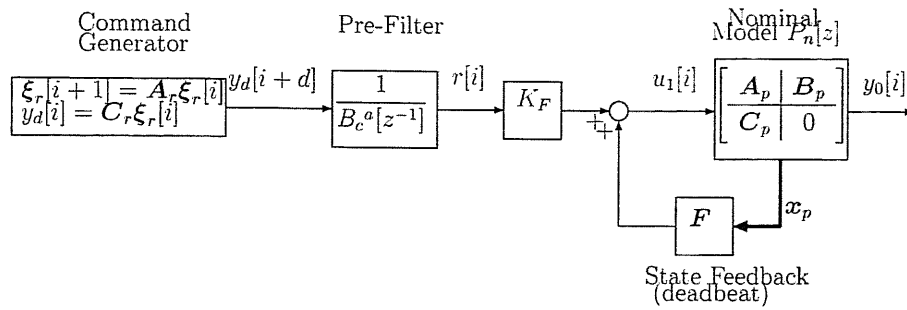 Command
Generator
ξ_r[i + 1] = A_r ξ_r[i]
y_d[i] = C_r ξ_r[i]
y_d[i + d]
Pre-Filter
1
B_c^a[z^{-1}]
r[i]
K_F
+
+
u_1[i]
Nominal
Model P_n[z]
A_p B_p
C_p 0
y_0[i]
x_p
F
State Feedback
(deadbeat)